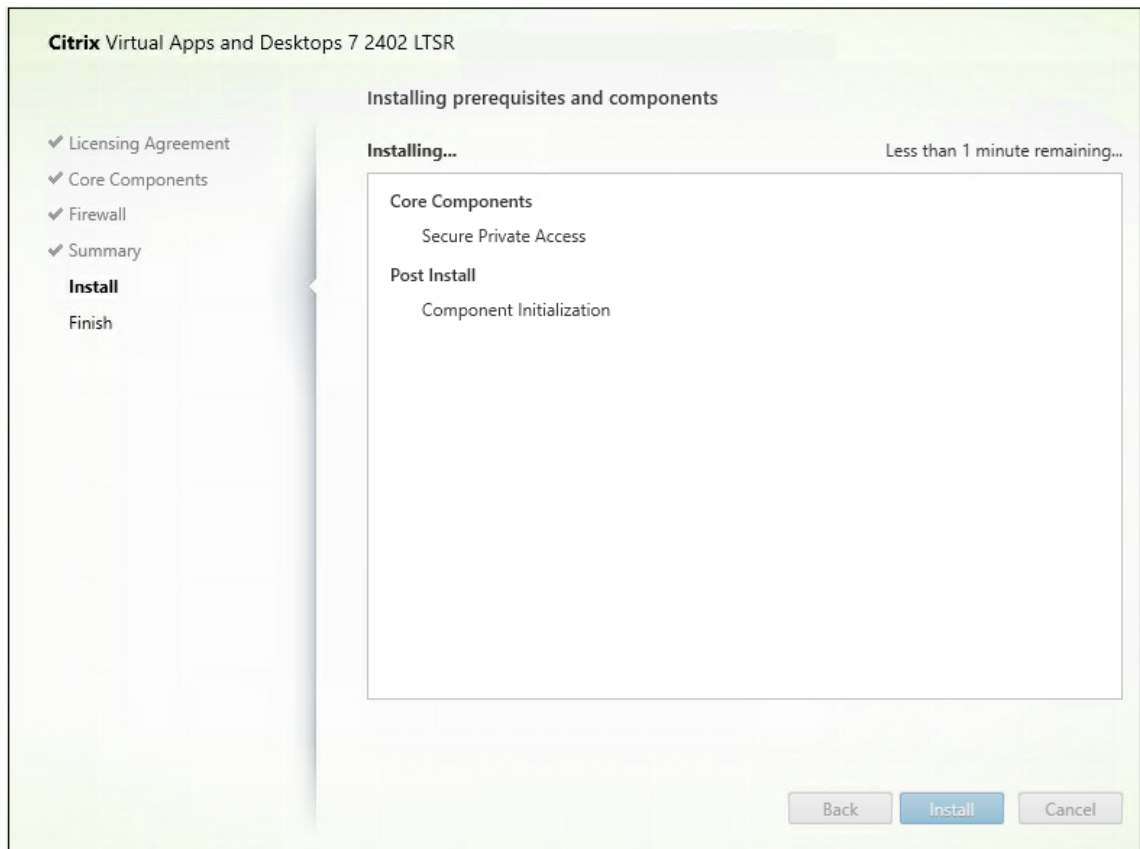 Citrix Virtual Apps and Desktops 7 2402 LTSR
Installing prerequisites and components
Licensing Agreement
Core Components
Firewall
Summary
Install
Finish
Installing... Less than 1 minute remaining...
Core Components
Secure Private Access
Post Install
Component Initialization
Back Install Cancel